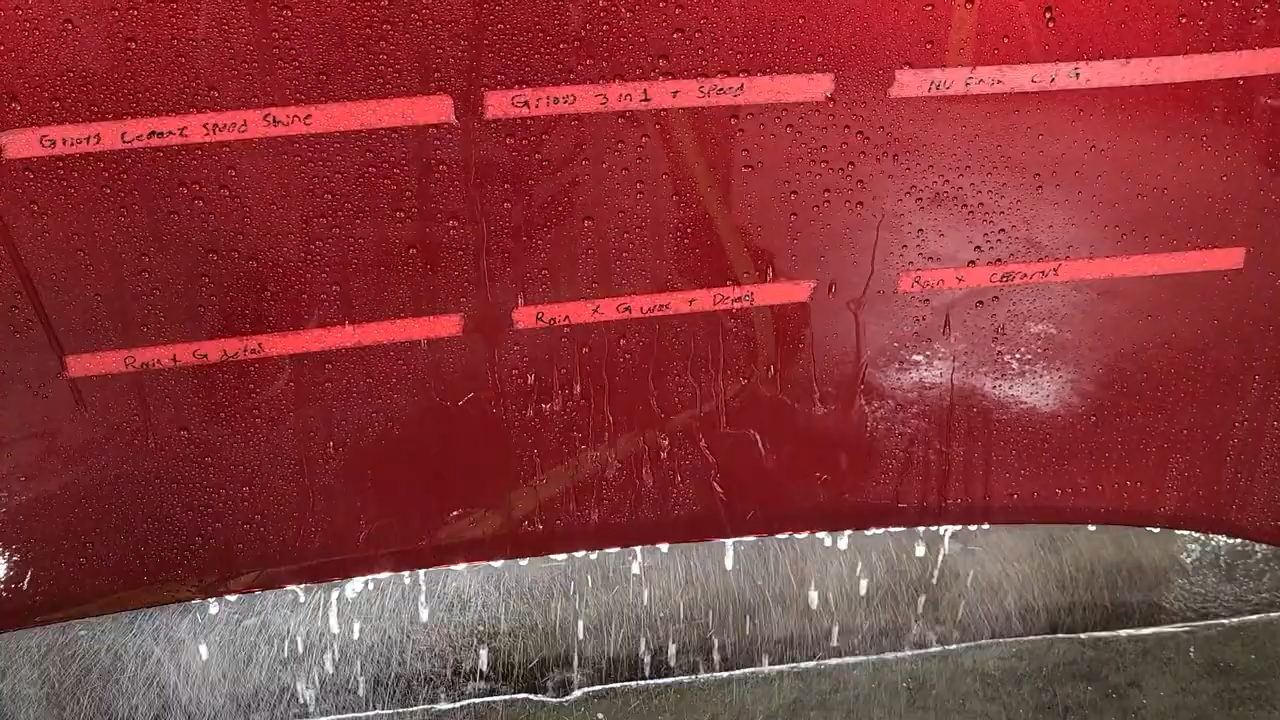 Griots Ceramic Speed Shine
Griots 3 in 1 + Speed
NU Finish
Rain X G detail
Rain X G wax + Detail
Rain X Ceramic